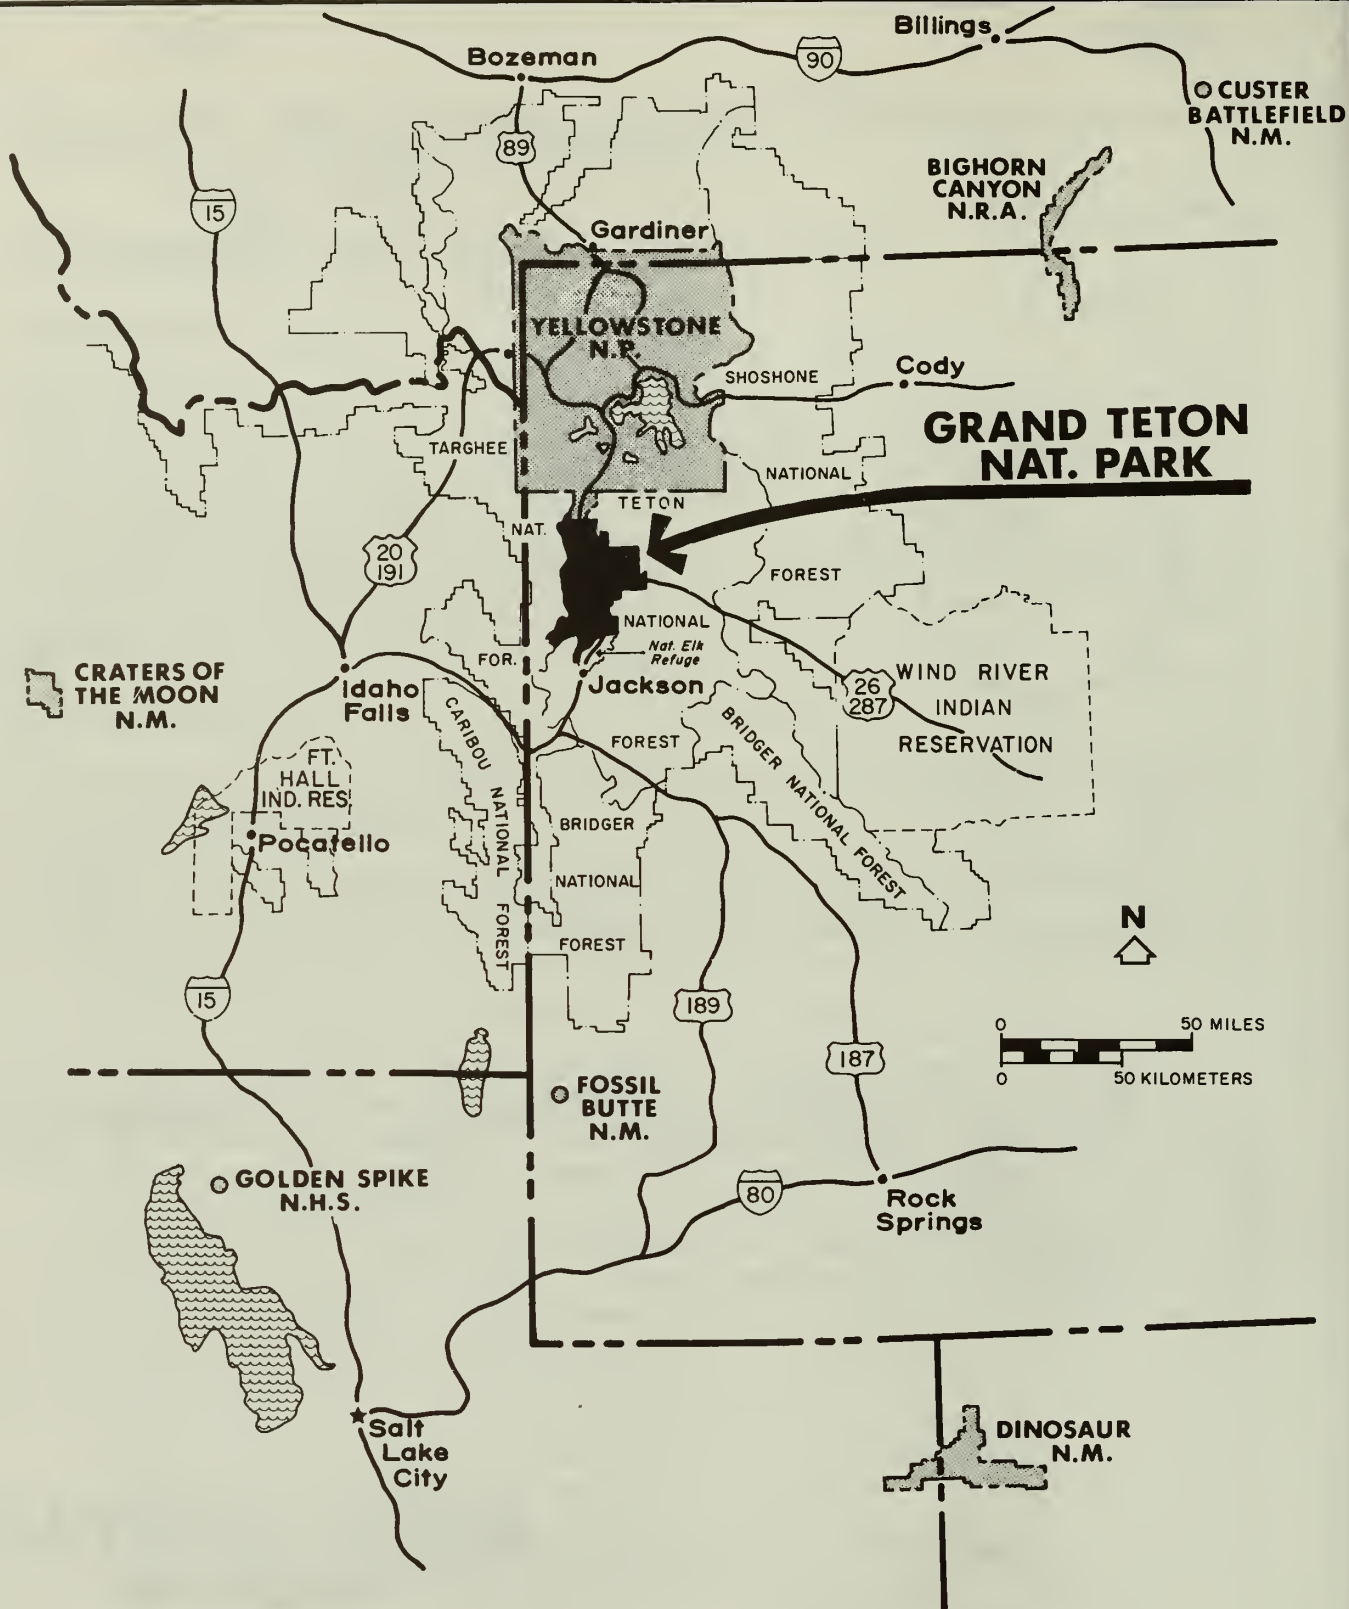 Billings
Bozeman
90
CUSTER
BATTLEFIELD
N.M.
89
BIGHORN
CANYON
N.R.A.
15
Gardiner
YELLOWSTONE
N.P.
SHOSHONE
Cody
GRAND TETON
NAT. PARK
TARGHEE
NATIONAL
TETON
NAT.
20
191
FOREST
NATIONAL
Nat. Elk
Refuge
FOR.
CRATERS OF
THE MOON
N.M.
Idaho
Falls
Jackson
26
287
WIND RIVER
INDIAN
RESERVATION
CARIBOU NATIONAL FOREST
FOREST
BRIDGER NATIONAL FOREST
FT.
HALL
IND. RES.
Pocatello
BRIDGER
NATIONAL
FOREST
N
15
189
187
0 50 MILES
0 50 KILOMETERS
FOSSIL
BUTTE
N.M.
GOLDEN SPIKE
N.H.S.
80
Rock
Springs
Salt
Lake
City
DINOSAUR
N.M.